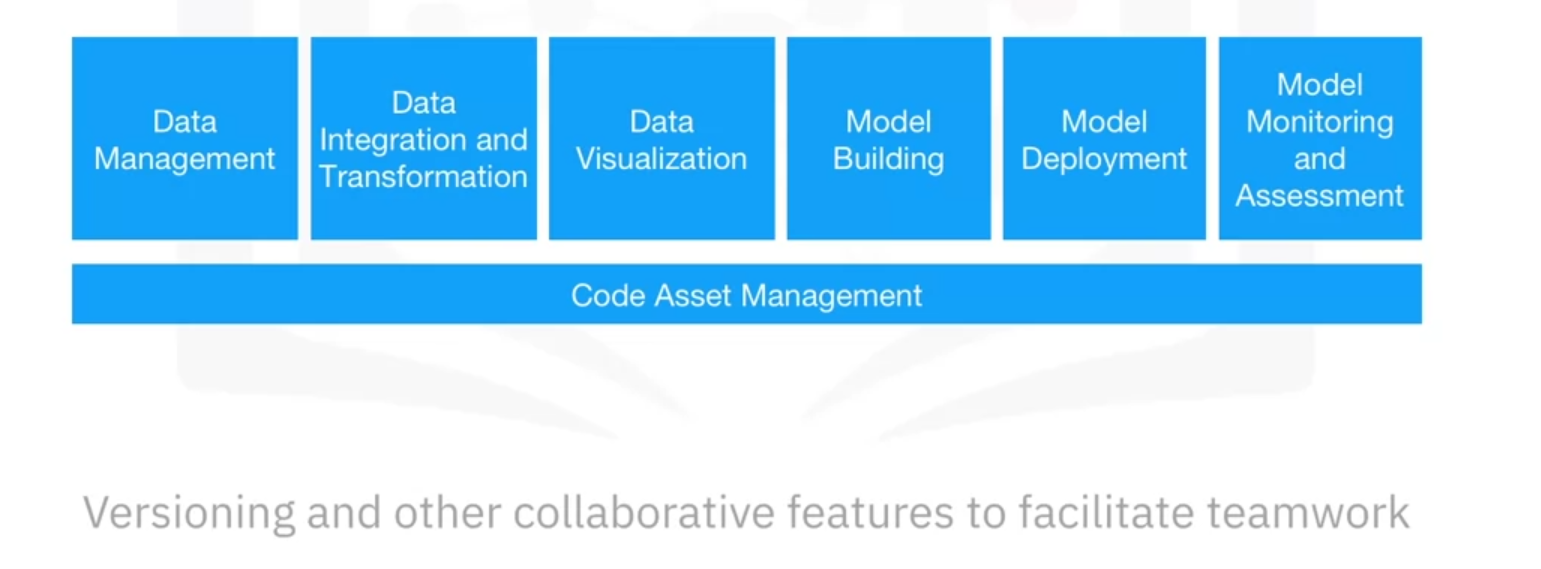 Data
Management
Data
Integration and
Transformation
Data
Visualization
Model
Building
Model
Deployment
Model
Monitoring
and
Assessment
Code Asset Management
Versioning and other collaborative features to facilitate teamwork